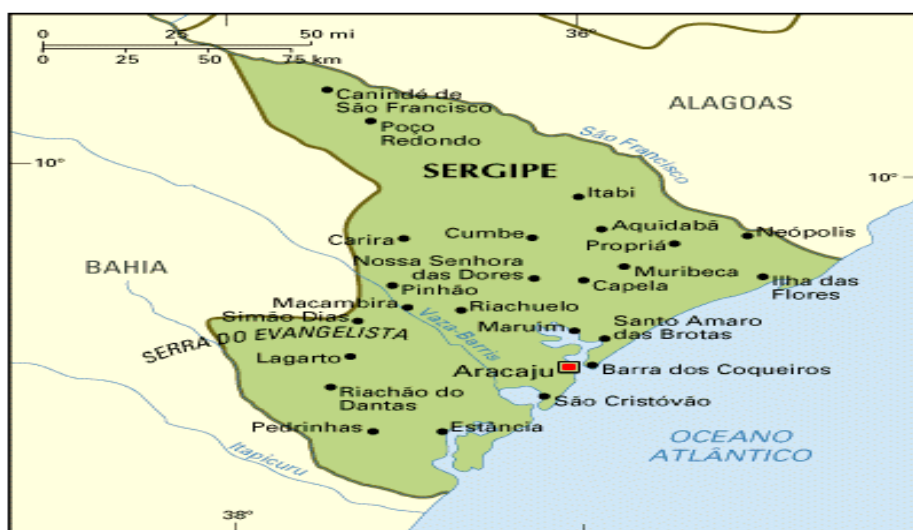 0 25 50 mi
0 25 50 75 km
36°
Canindé de
São Francisco
ALAGOAS
Poço
Redondo
São Francisco
10°
SERGIPE
10°
Itabi
Aquidabã
Neópolis
Carira
Cumbe
Propriá
BAHIA
Nossa Senhora
das Dores
Muribeca
Ilha das
Flores
Pinhão
Capela
Macambira
Riachuelo
Simão Dias
Vaza-Barris
Maruim
Santo Amaro
das Brotas
SERRA DO EVANGELISTA
Lagarto
Aracaju
Barra dos Coqueiros
Riachão do
Dantas
São Cristóvão
Pedrinhas
Estância
OCEANO
ATLÂNTICO
Itapicuru
38°